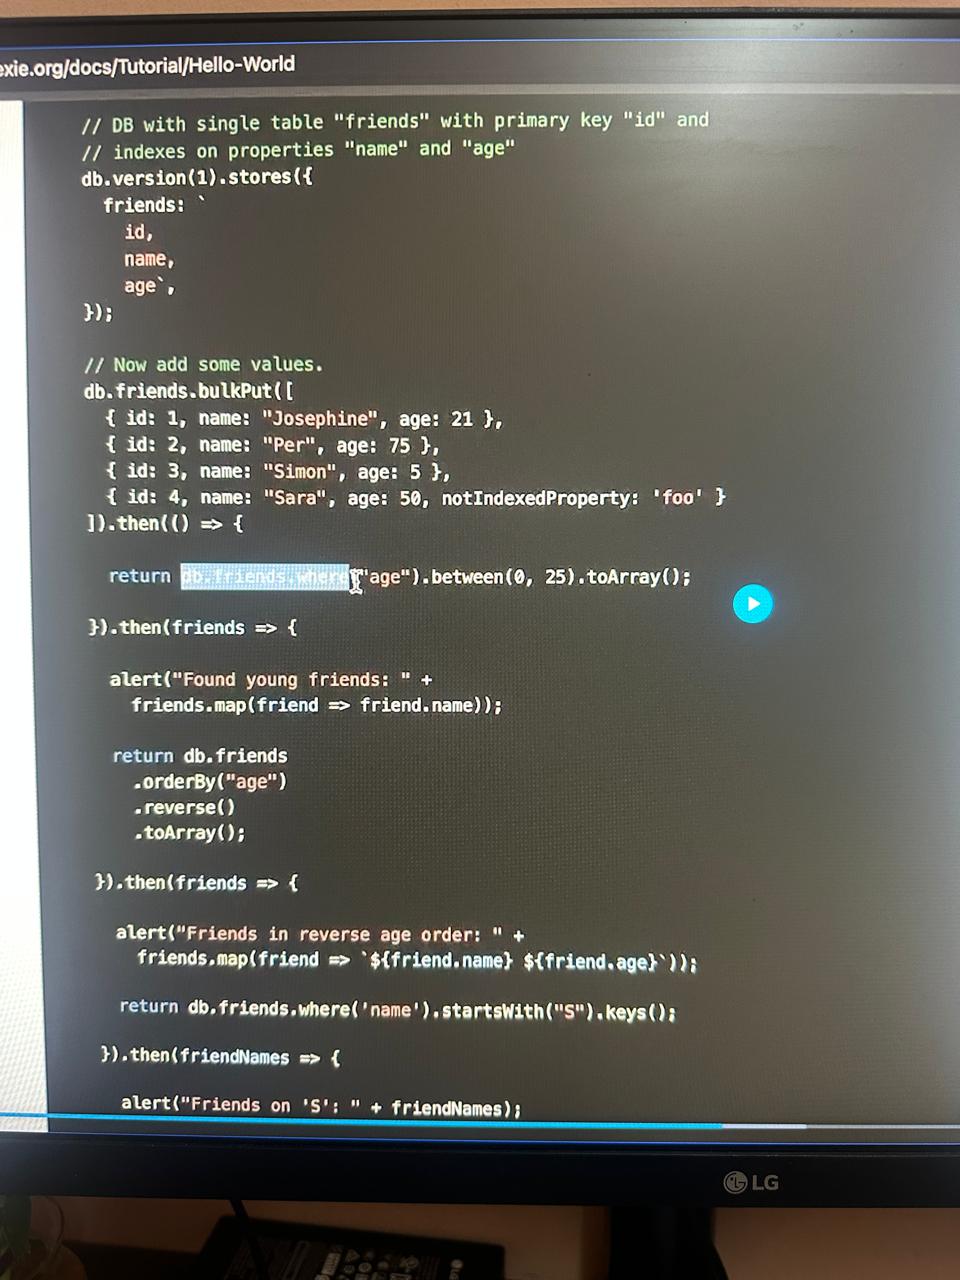 exie.org/docs/Tutorial/Hello-World
// DB with single table "friends" with primary key "id" and
// indexes on properties "name" and "age"
db.version(1).stores({
  friends: `
    id,
    name,
    age`,
});

// Now add some values.
db.friends.bulkPut([
  { id: 1, name: "Josephine", age: 21 },
  { id: 2, name: "Per", age: 75 },
  { id: 3, name: "Simon", age: 5 },
  { id: 4, name: "Sara", age: 50, notIndexedProperty: 'foo' }
]).then(() => {

  return db.friends.where("age").between(0, 25).toArray();

}).then(friends => {

  alert("Found young friends: " +
    friends.map(friend => friend.name));

  return db.friends
    .orderBy("age")
    .reverse()
    .toArray();

}).then(friends => {

  alert("Friends in reverse age order: " +
    friends.map(friend => `${friend.name} ${friend.age}`));

  return db.friends.where('name').startsWith("S").keys();

}).then(friendNames => {

  alert("Friends on 'S': " + friendNames);
LG